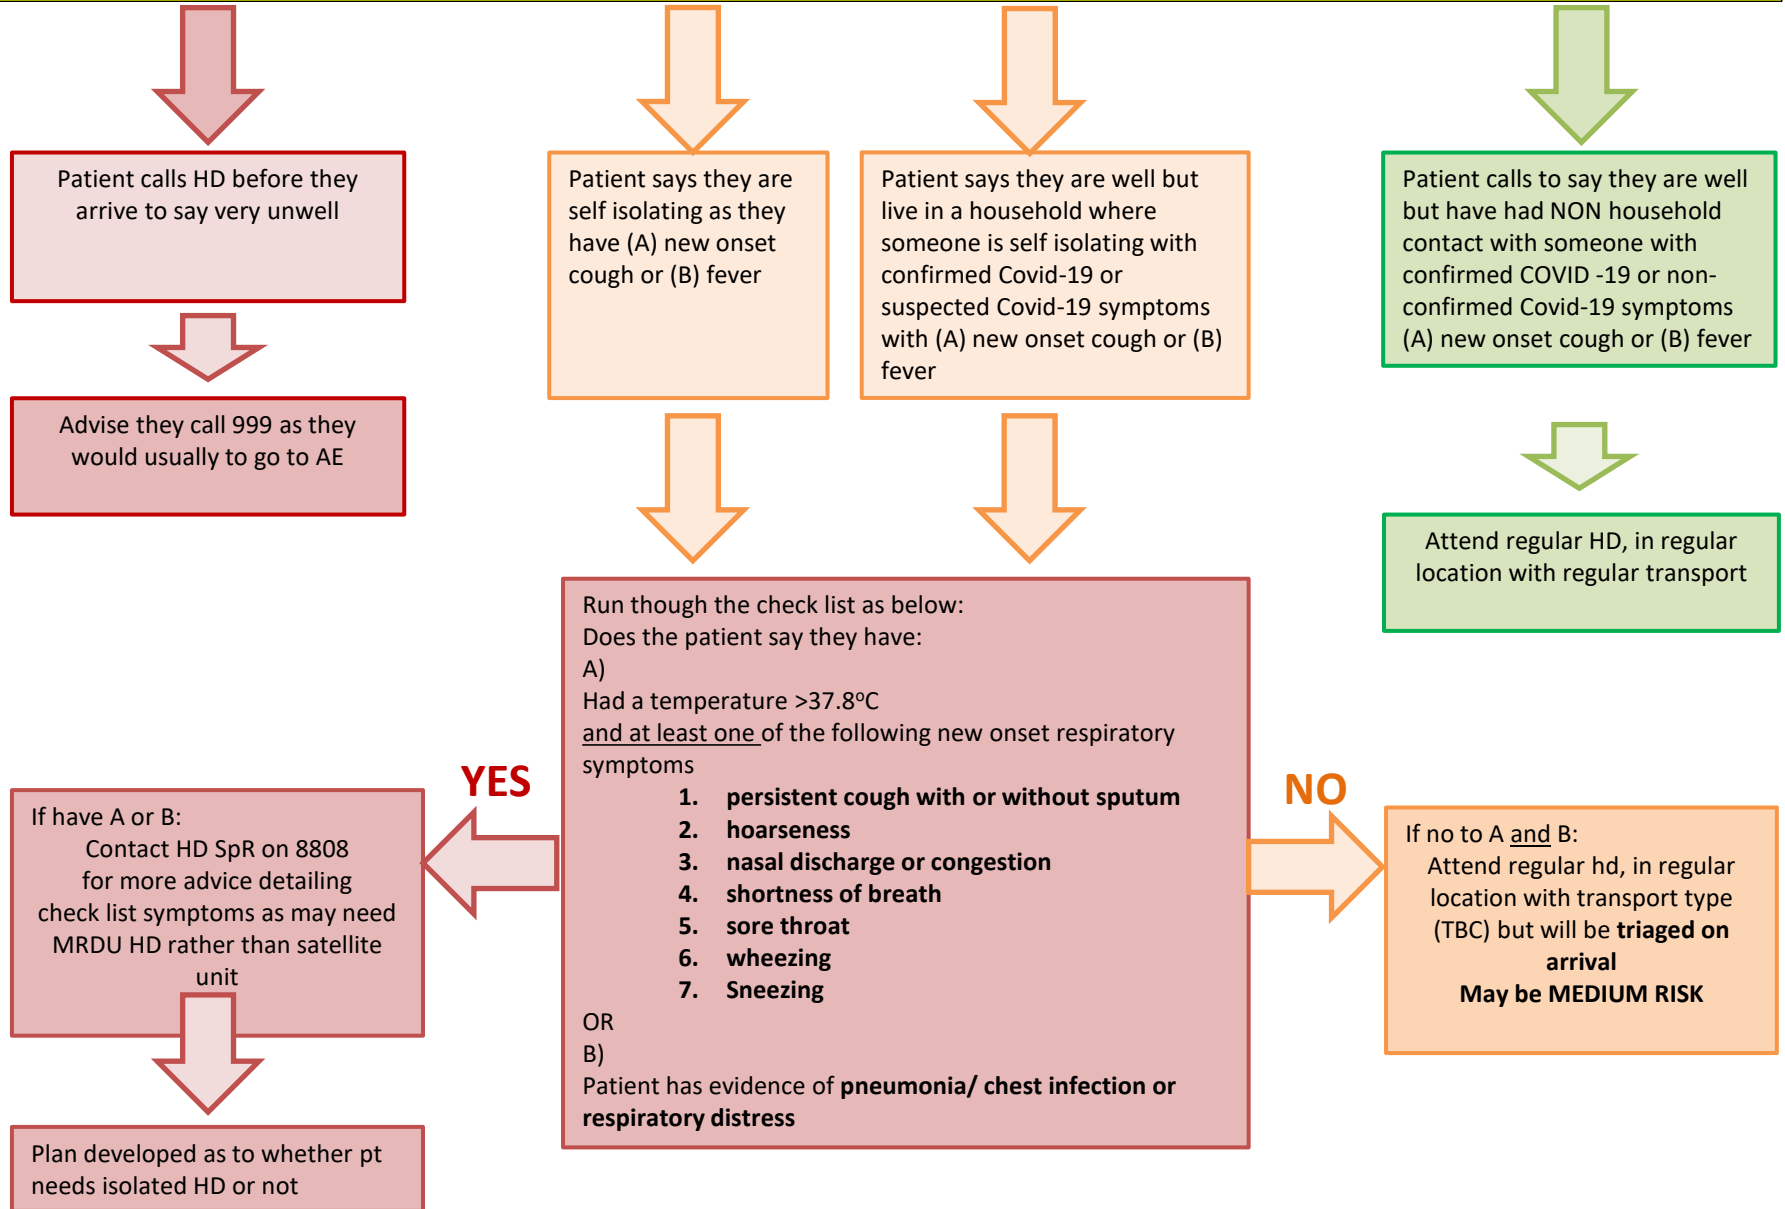 Patient calls HD before they
arrive to say very unwell
Advise they call 999 as they
would usually to go to AE
Patient says they are
self isolating as they
have (A) new onset
cough or (B) fever
Patient says they are well but
live in a household where
someone is self isolating with
confirmed Covid-19 or
suspected Covid-19 symptoms
with (A) new onset cough or (B)
fever
Patient calls to say they are well
but have had NON household
contact with someone with
confirmed COVID -19 or non-
confirmed Covid-19 symptoms
(A) new onset cough or (B) fever
Attend regular HD, in regular
location with regular transport
Run though the check list as below:
Does the patient say they have:
A)
Had a temperature >37.8ºC
and at least one of the following new onset respiratory
symptoms
1. persistent cough with or without sputum
2. hoarseness
3. nasal discharge or congestion
4. shortness of breath
5. sore throat
6. wheezing
7. Sneezing
OR
B)
Patient has evidence of pneumonia/ chest infection or
respiratory distress
YES
If have A or B:
Contact HD SpR on 8808
for more advice detailing
check list symptoms as may need
MRDU HD rather than satellite
unit
Plan developed as to whether pt
needs isolated HD or not
NO
If no to A and B:
Attend regular hd, in regular
location with transport type
(TBC) but will be triaged on
arrival
May be MEDIUM RISK